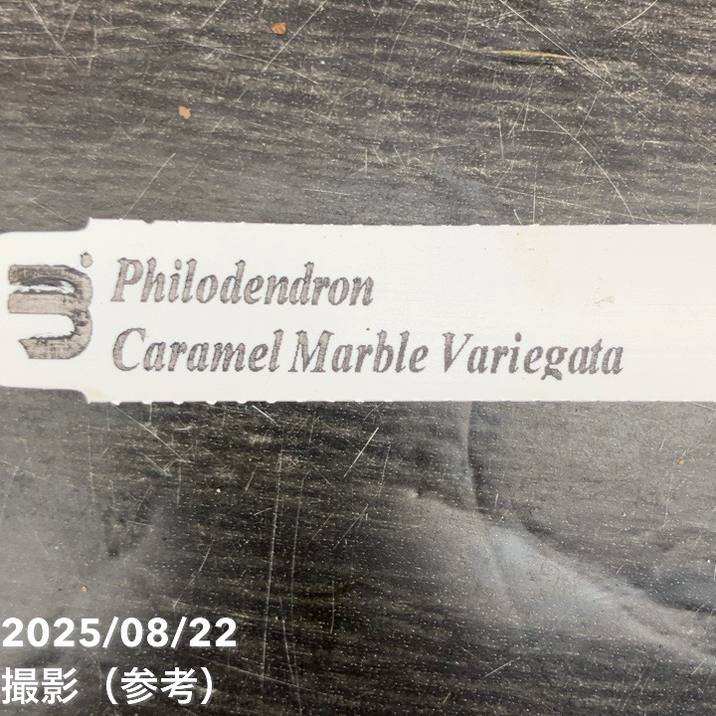 Philodendron
Caramel Marble Variegata
2025/08/22
撮影（参考）